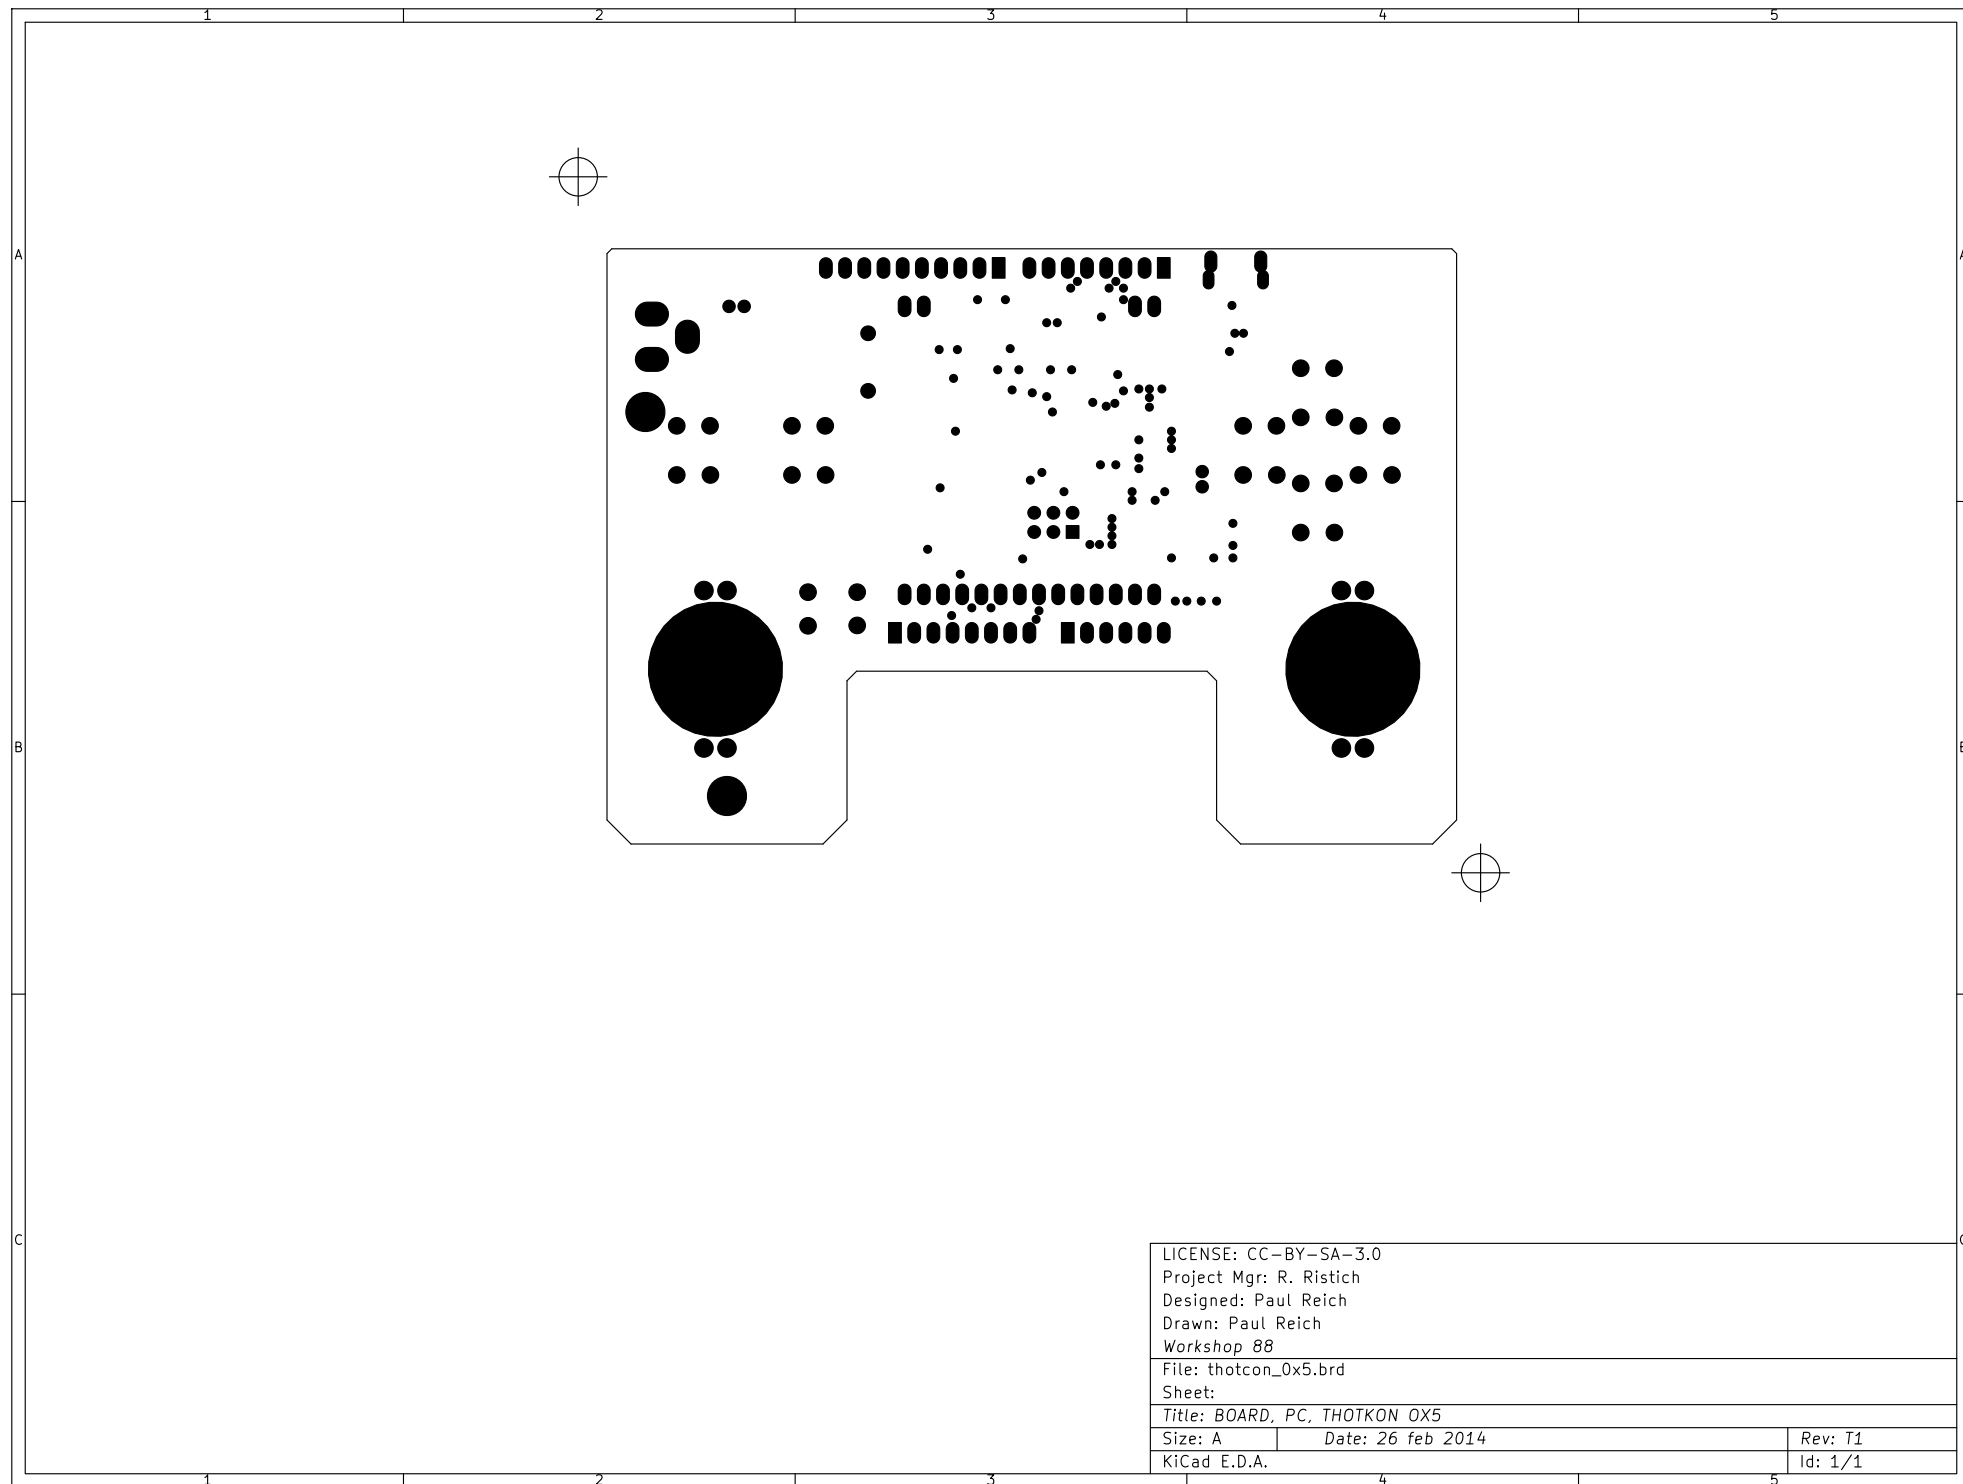 1 2 3 4 5
A A
B B
C C
LICENSE: CC-BY-SA-3.0
Project Mgr: R. Ristich
Designed: Paul Reich
Drawn: Paul Reich
Workshop 88
File: thotcon_0x5.brd
Sheet:
Title: BOARD, PC, THOTKON OX5
Size: A Date: 26 feb 2014 Rev: T1
KiCad E.D.A. Id: 1/1
1 2 3 4 5